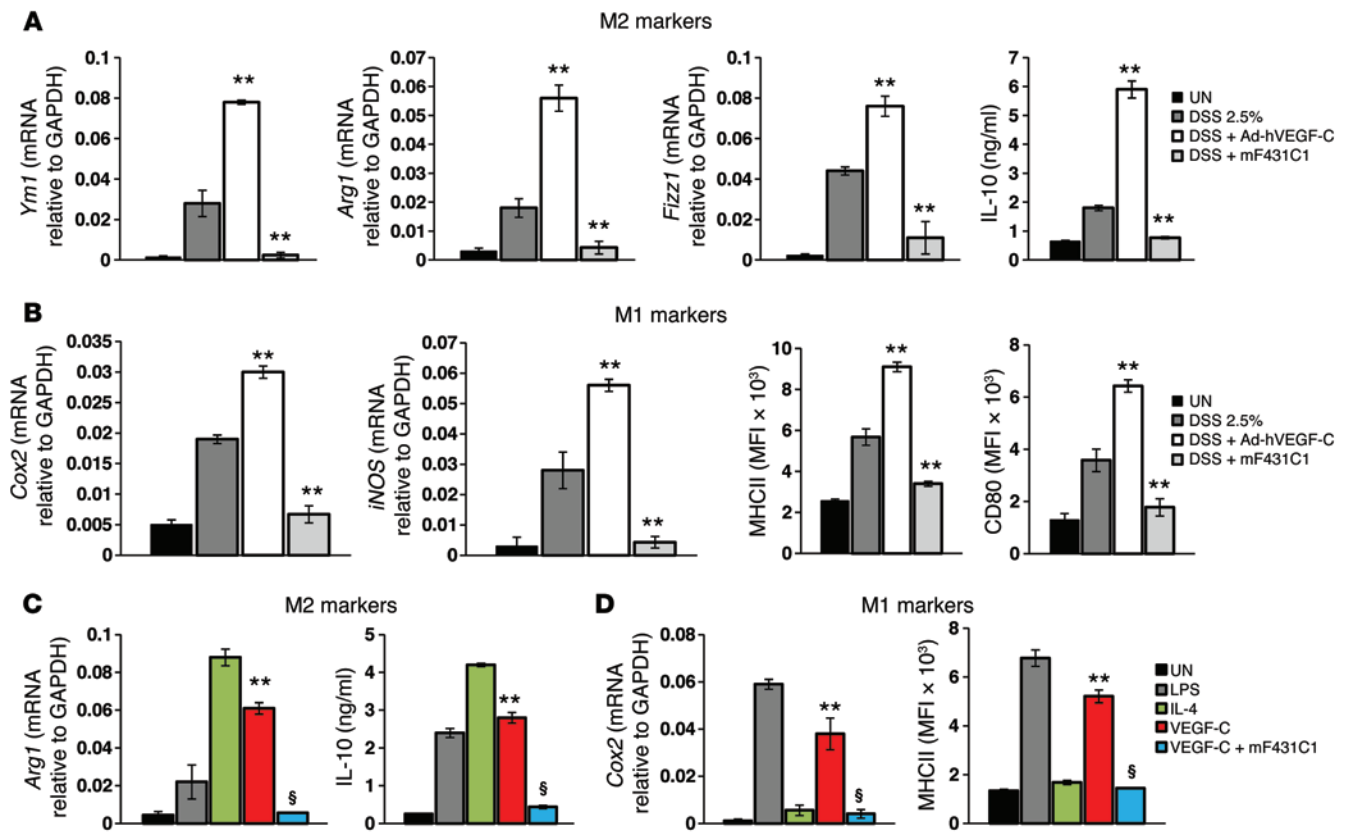 A
M2 markers
Ym1 (mRNA
relative to GAPDH)
0.1
0.08
0.06
0.04
0.02
0
**
**
Arg1 (mRNA
relative to GAPDH)
0.07
0.06
0.05
0.04
0.03
0.02
0.01
0
**
**
Fizz1 (mRNA
relative to GAPDH)
0.1
0.08
0.06
0.04
0.02
0
**
**
IL-10 (ng/ml)
7
6
5
4
3
2
1
0
**
**
UN
DSS 2.5%
DSS + Ad-hVEGF-C
DSS + mF431C1
B
M1 markers
Cox2 (mRNA
relative to GAPDH)
0.035
0.03
0.025
0.02
0.015
0.01
0.005
0
**
**
iNOS (mRNA
relative to GAPDH)
0.07
0.06
0.05
0.04
0.03
0.02
0.01
0
**
**
MHCII (MFI × 10³)
10
8
6
4
2
0
**
**
CD80 (MFI × 10³)
8
6
4
2
0
**
**
UN
DSS 2.5%
DSS + Ad-hVEGF-C
DSS + mF431C1
C
M2 markers
Arg1 (mRNA
relative to GAPDH)
0.1
0.08
0.06
0.04
0.02
0
**
§
IL-10 (ng/ml)
5
4
3
2
1
0
**
§
D
M1 markers
Cox2 (mRNA
relative to GAPDH)
0.08
0.06
0.04
0.02
0
**
§
MHCII (MFI × 10³)
8
6
4
2
0
**
§
UN
LPS
IL-4
VEGF-C
VEGF-C + mF431C1